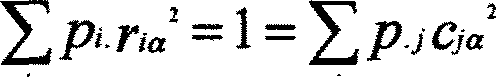 ∑ pᵢ. rᵢα² = 1 = ∑ p.ⱼ cⱼα²